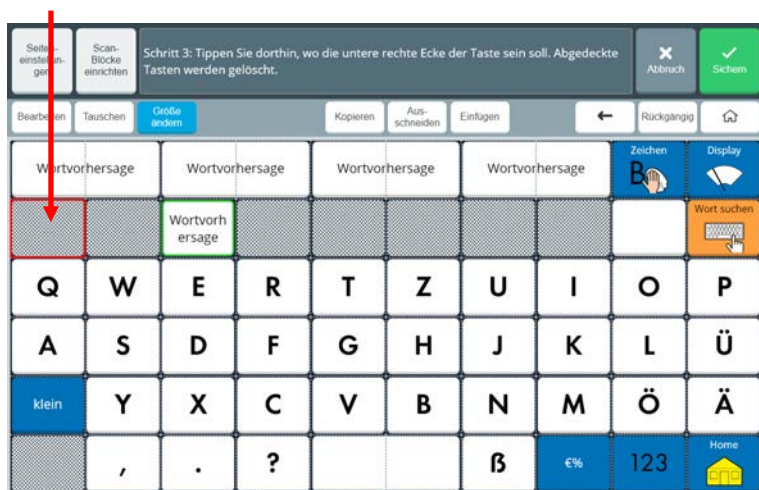 Seiten-
einstellun-
gen
Scan-
Blöcke
einrichten
Schritt 3: Tippen Sie dorthin, wo die untere rechte Ecke der Taste sein soll. Abgedeckte
Tasten werden gelöscht.
Abbruch
Sichern
Bearbeiten
Tauschen
Größe
ändern
Kopieren
Aus-
schneiden
Einfügen
Rückgängig
Wortvorhersage
Wortvorhersage
Wortvorhersage
Wortvorhersage
Zeichen
B
Display
Wortvorh
ersage
Wort suchen
Q W E R T Z U I O P
A S D F G H J K L Ü
klein Y X C V B N M Ö Ä
, . ? ß €% 123 Home